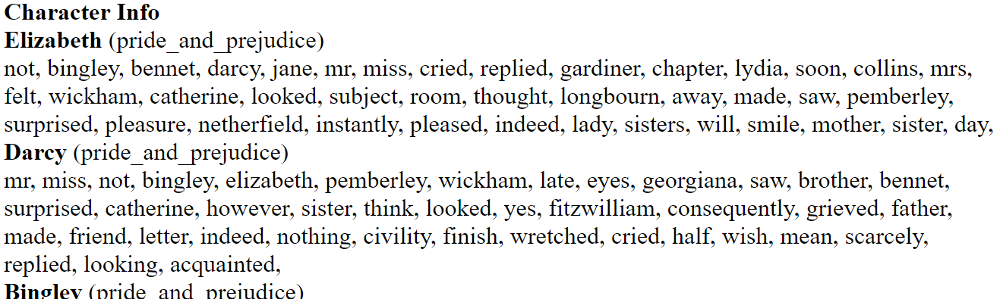 Character Info
Elizabeth (pride_and_prejudice)
not, bingley, bennet, darcy, jane, mr, miss, cried, replied, gardiner, chapter, lydia, soon, collins, mrs,
felt, wickham, catherine, looked, subject, room, thought, longbourn, away, made, saw, pemberley,
surprised, pleasure, netherfield, instantly, pleased, indeed, lady, sisters, will, smile, mother, sister, day,
Darcy (pride_and_prejudice)
mr, miss, not, bingley, elizabeth, pemberley, wickham, late, eyes, georgiana, saw, brother, bennet,
surprised, catherine, however, sister, think, looked, yes, fitzwilliam, consequently, grieved, father,
made, friend, letter, indeed, nothing, civility, finish, wretched, cried, half, wish, mean, scarcely,
replied, looking, acquainted,
Bingley (pride_and_prejudice)